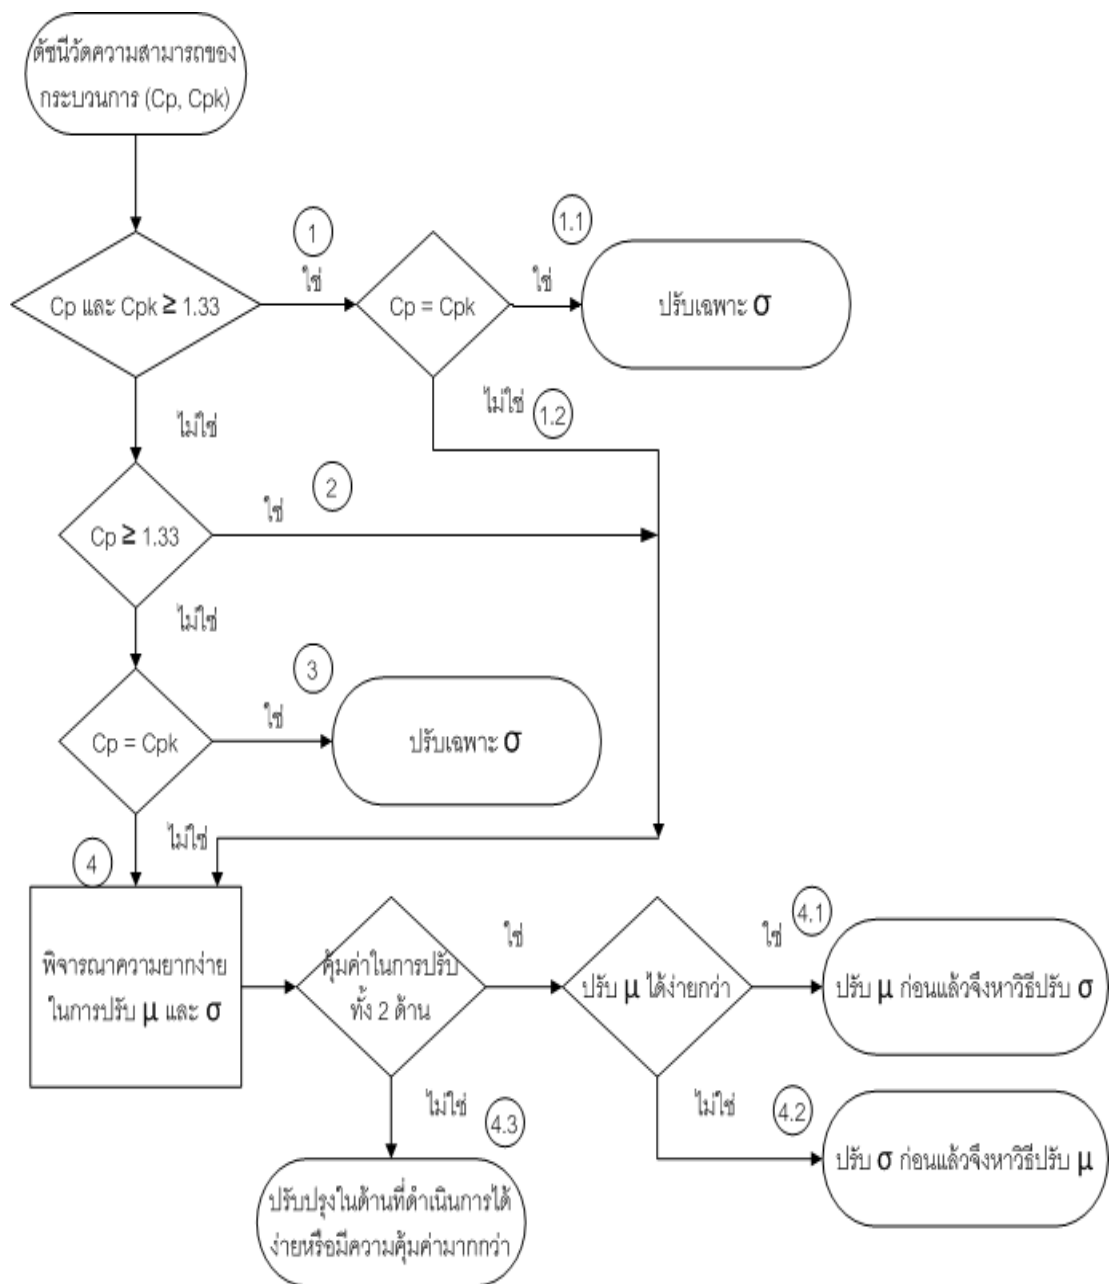 ดัชนีวัดความสามารถของ
กระบวนการ (Cp, Cpk)
1
ใช่
1.1
ใช่
Cp และ Cpk ≥ 1.33
Cp = Cpk
ปรับเฉพาะ σ
ไม่ใช่
ไม่ใช่
1.2
2
ใช่
Cp ≥ 1.33
ไม่ใช่
3
ใช่
Cp = Cpk
ปรับเฉพาะ σ
ไม่ใช่
4
พิจารณาความยากง่าย
ในการปรับ μ และ σ
คุ้มค่าในการปรับ
ทั้ง 2 ด้าน
ใช่
ปรับ μ ได้ง่ายกว่า
ใช่
4.1
ปรับ μ ก่อนแล้วจึงหาวิธีปรับ σ
ไม่ใช่
4.3
ไม่ใช่
4.2
ปรับ σ ก่อนแล้วจึงหาวิธีปรับ μ
ปรับปรุงในด้านที่ดำเนินการได้
ง่ายหรือมีความคุ้มค่ามากกว่า